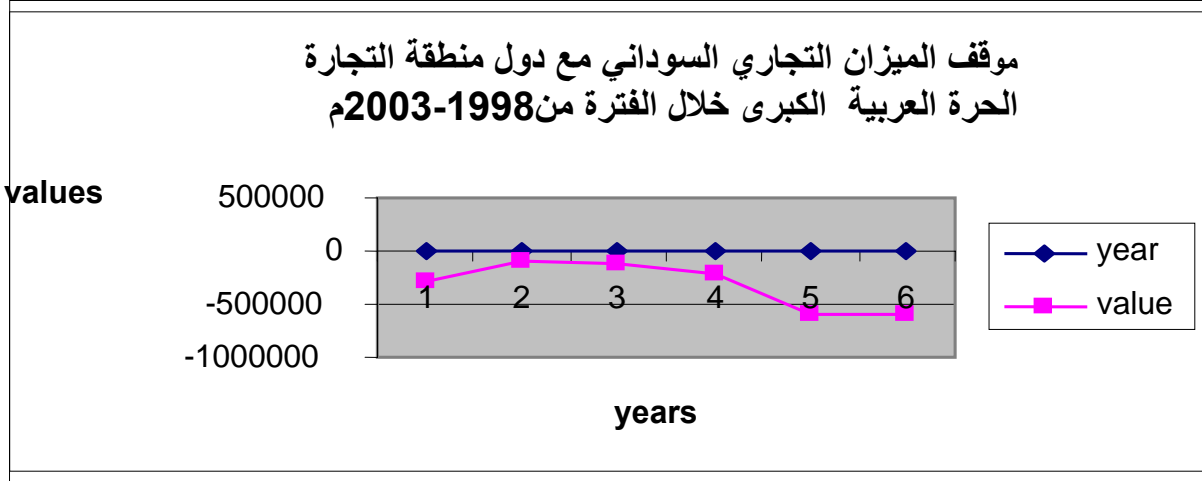 موقف الميزان التجاري السوداني مع دول منطقة التجارة
الحرة العربية الكبرى خلال الفترة من1998-2003م
values
500000
0
-500000
-1000000
1 2 3 4 5 6
years
year
value